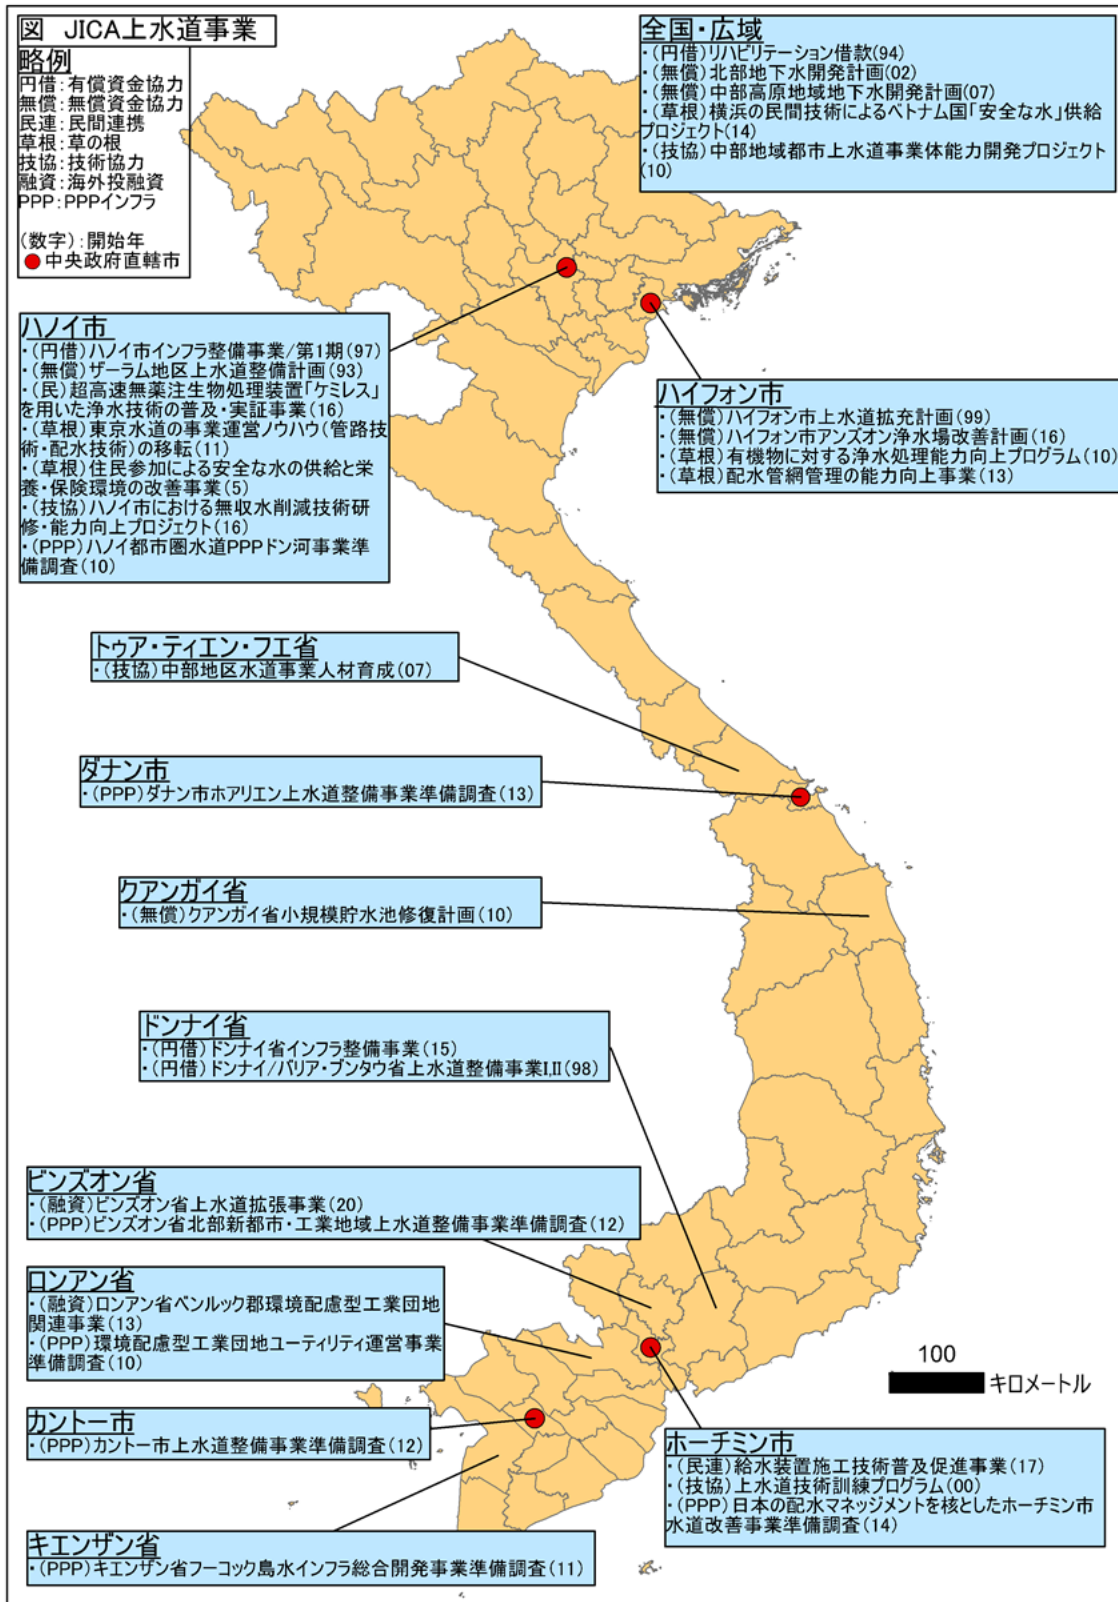 図 JICA上水道事業
略例
円借:有償資金協力
無償:無償資金協力
民連:民間連携
草根:草の根
技協:技術協力
融資:海外投融資
PPP:PPPインフラ
(数字):開始年
中央政府直轄市
全国・広域
・(円借)リハビリテーション借款(94)
・(無償)北部地下水開発計画(02)
・(無償)中部高原地域地下水開発計画(07)
・(草根)横浜の民間技術によるベトナム国「安全な水」供給
プロジェクト(14)
・(技協)中部地域都市上水道事業体能力開発プロジェクト
(10)
ハノイ市
・(円借)ハノイ市インフラ整備事業/第1期(97)
・(無償)ザーラム地区上水道整備計画(93)
・(民)超高速無薬注生物処理装置「ケミレス」
を用いた浄水技術の普及・実証事業(16)
・(草根)東京水道の事業運営ノウハウ(管路技
術・配水技術)の移転(11)
・(草根)住民参加による安全な水の供給と栄
養・保険環境の改善事業(5)
・(技協)ハノイ市における無収水削減技術研
修・能力向上プロジェクト(16)
・(PPP)ハノイ都市圏水道PPPドン河事業準
備調査(10)
ハイフォン市
・(無償)ハイフォン市上水道拡充計画(99)
・(無償)ハイフォン市アンズオン浄水場改善計画(16)
・(草根)有機物に対する浄水処理能力向上プログラム(10)
・(草根)配水管網管理の能力向上事業(13)
トゥア・ティエン・フエ省
・(技協)中部地区水道事業人材育成(07)
ダナン市
・(PPP)ダナン市ホアリエン上水道整備事業準備調査(13)
クアンガイ省
・(無償)クアンガイ省小規模貯水池修復計画(10)
ドンナイ省
・(円借)ドンナイ省インフラ整備事業(15)
・(円借)ドンナイ/バリア・ブンタウ省上水道整備事業I,II(98)
ビンズオン省
・(融資)ビンズオン省上水道拡張事業(20)
・(PPP)ビンズオン省北部新都市・工業地域上水道整備事業準備調査(12)
ロンアン省
・(融資)ロンアン省ベンルック郡環境配慮型工業団地
関連事業(13)
・(PPP)環境配慮型工業団地ユーティリティ運営事業
準備調査(10)
100
キロメートル
カントー市
・(PPP)カントー市上水道整備事業準備調査(12)
ホーチミン市
・(民連)給水装置施工技術普及促進事業(17)
・(技協)上水道技術訓練プログラム(00)
・(PPP)日本の配水マネッジメントを核としたホーチミン市
水道改善事業準備調査(14)
キエンザン省
・(PPP)キエンザン省フーコック島水インフラ総合開発事業準備調査(11)